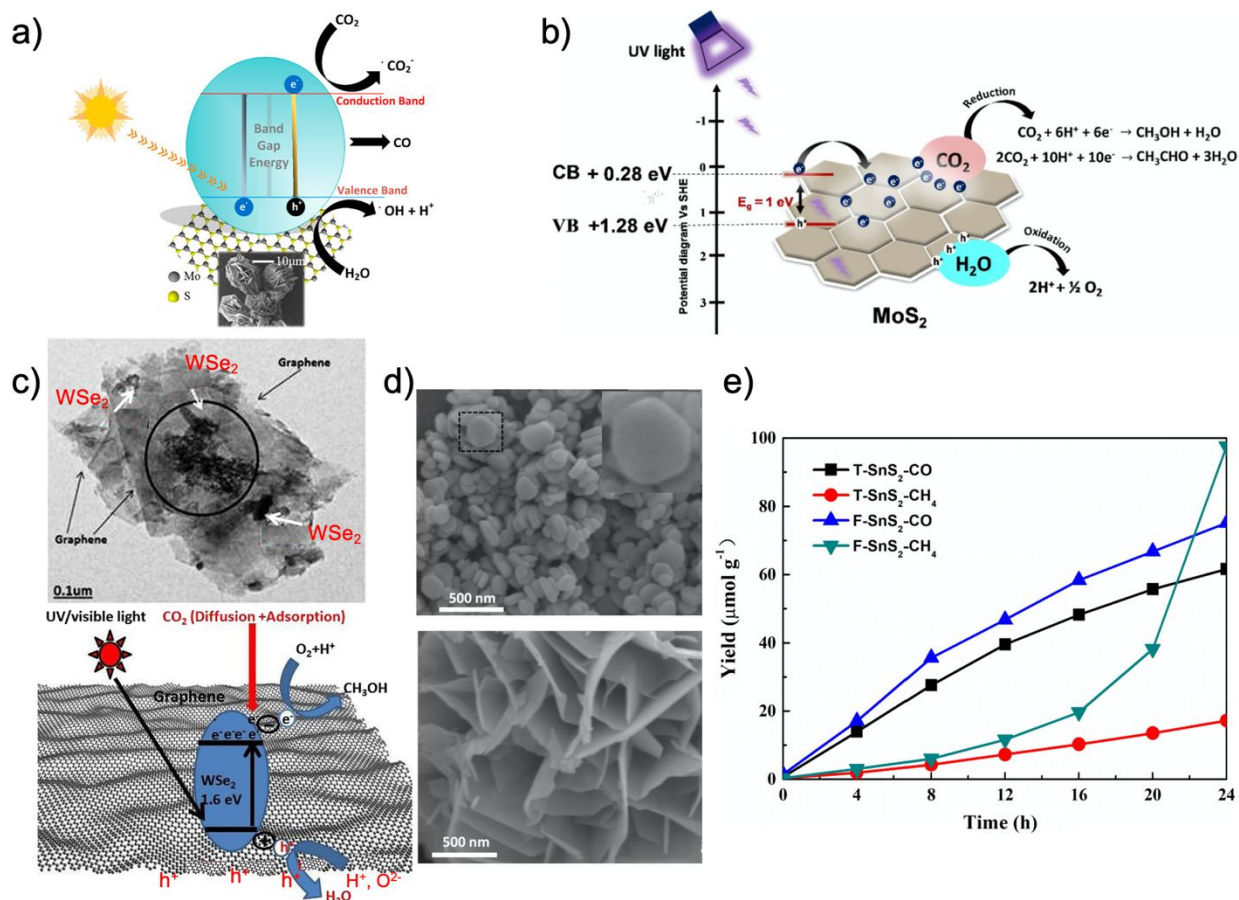 a)
CO₂
·CO₂⁻
e⁻
Conduction Band
Band
Gap
Energy
CO
Valence Band
e⁻
h⁺
·OH + H⁺
H₂O
10μm
Mo
S
b)
UV light
Potential diagram Vs SHE
-1
0
1
2
3
CB + 0.28 eV
VB +1.28 eV
E₉ = 1 eV
e⁻
h⁺
e⁻
e⁻
e⁻
e⁻
e⁻
e⁻
e⁻
e⁻
e⁻
CO₂
Reduction
CO₂ + 6H⁺ + 6e⁻ → CH₃OH + H₂O
2CO₂ + 10H⁺ + 10e⁻ → CH₃CHO + 3H₂O
h⁺
h⁺
h⁺
H₂O
Oxidation
2H⁺ + ½ O₂
MoS₂
c)
WSe₂
Graphene
WSe₂
WSe₂
Graphene
0.1um
UV/visible light
CO₂ (Diffusion +Adsorption)
O₂+H⁺
CH₃OH
Graphene
e⁻
e⁻
e⁻e⁻e⁻ e⁻
WSe₂
1.6 eV
h⁺
h⁺
h⁺
h⁺
H⁺, O²⁻
H₂O
d)
500 nm
500 nm
e)
Yield (μmol g⁻¹)
100
80
60
40
20
0
T-SnS₂-CO
T-SnS₂-CH₄
F-SnS₂-CO
F-SnS₂-CH₄
0
4
8
12
16
20
24
Time (h)